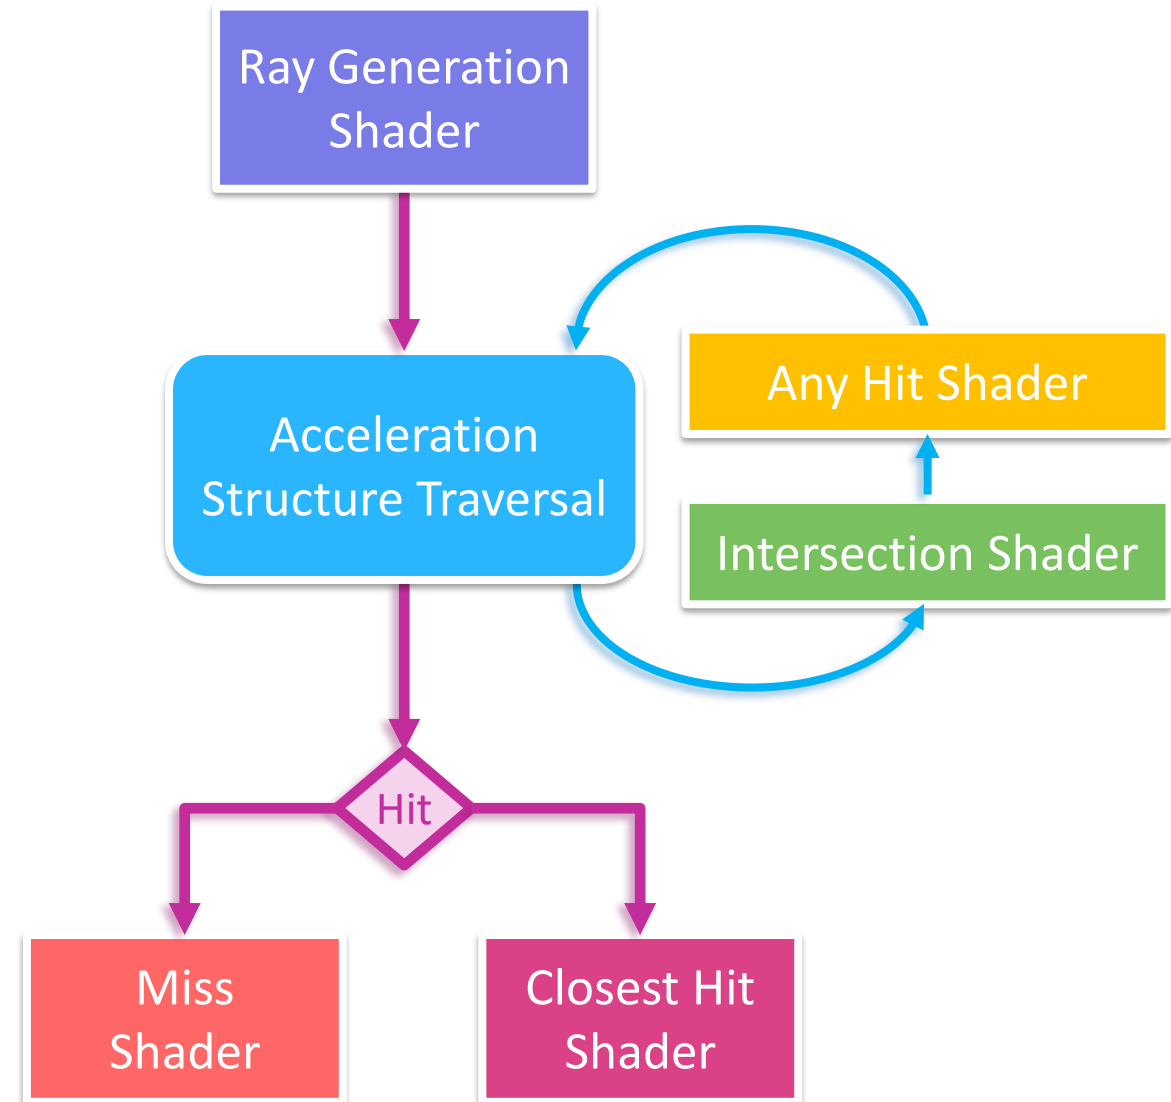 Ray Generation
Shader
Any Hit Shader
Acceleration
Structure Traversal
Intersection Shader
Hit
Miss
Shader
Closest Hit
Shader